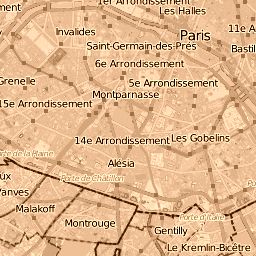 1er Arrondissement
Les Halles
11e A
Invalides
Paris
Saint-Germain-des-Prés
Bastil
6e Arrondissement
Grenelle
5e Arrondissement
Montparnasse
15e Arrondissement
14e Arrondissement
Les Gobelins
Porte de la Plaine
Alésia
Porte de Châtillon
Vanves
Malakoff
Montrouge
Porte d'Italie
Gentilly
Le Kremlin-Bicêtre